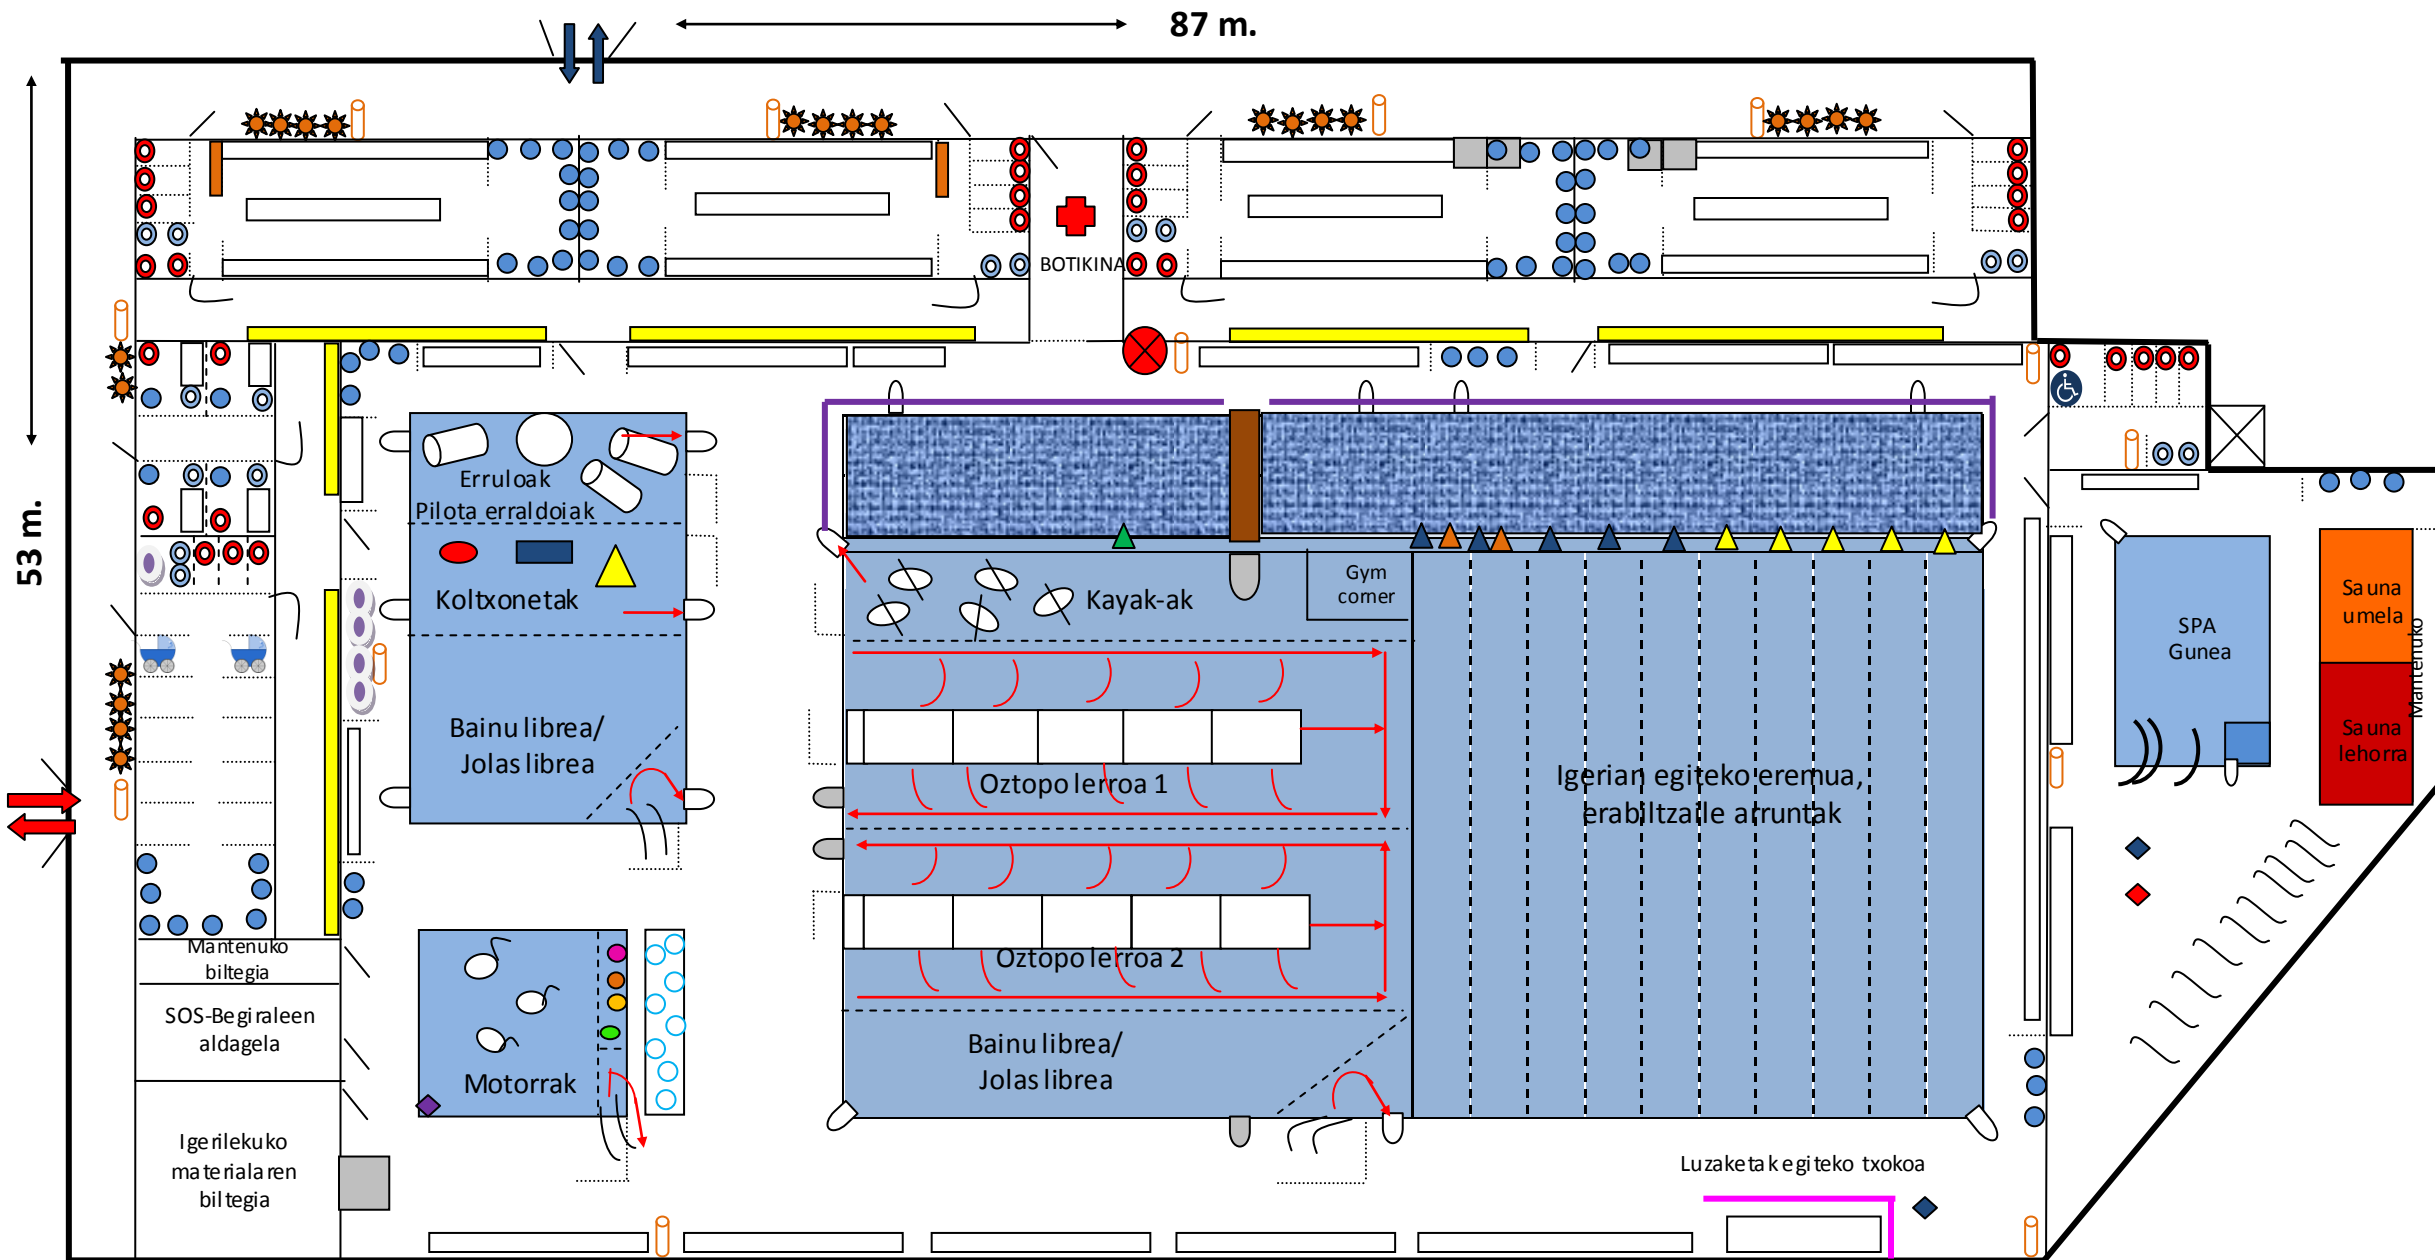 87 m.
53 m.
BOTIKINA
Erruloak
Pilota erraldoiak
Koltxonetak
Bainu librea/
Jolas librea
Kayak-ak
Gym
corner
Oztopo lerroa 1
Oztopo lerroa 2
Bainu librea/
Jolas librea
Igerian egiteko eremua,
erabiltzaile arruntak
SPA
Gunea
Sauna
umela
Sauna
lehorra
Mantenuko
Mantenuko
biltegia
SOS-Begiraleen
aldagela
Igerilekuko
materialaren
biltegia
Motorrak
Luzaketak egiteko txokoa